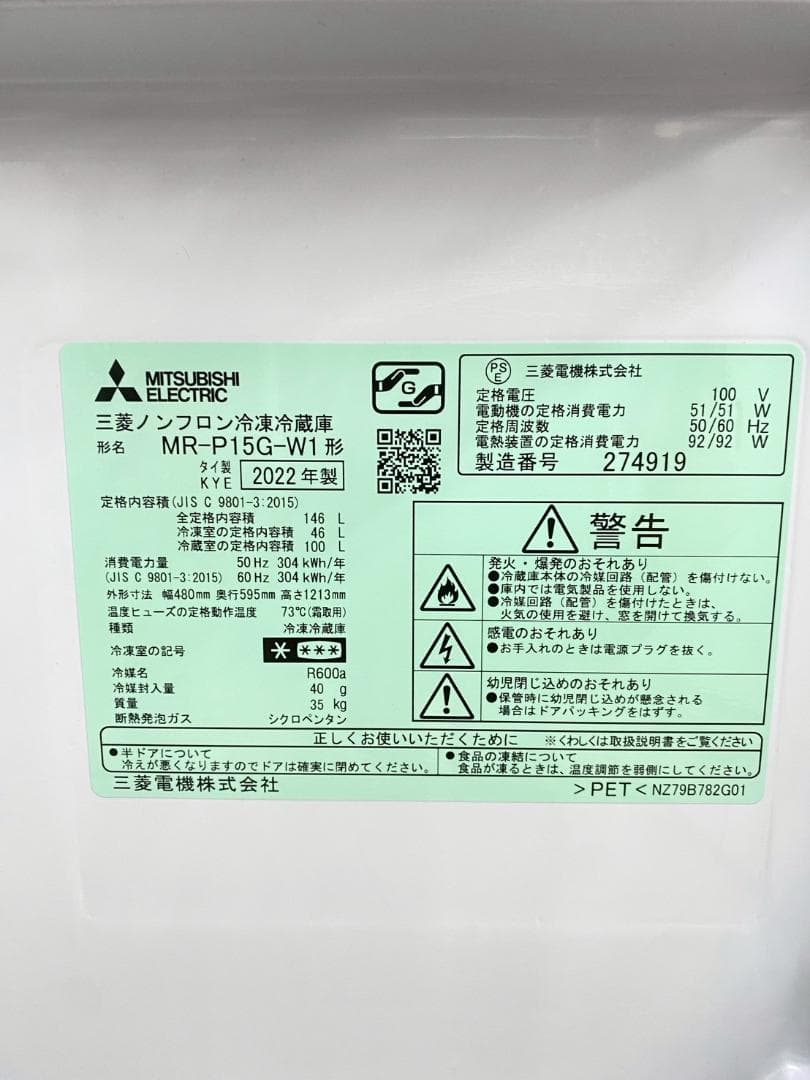 MITSUBISHI
ELECTRIC
三菱ノンフロン冷凍冷蔵庫
形名 MR-P15G-W1形
タイ製
KYE 2022年製
G
PSE 三菱電機株式会社
定格電圧 100 V
電動機の定格消費電力 51/51 W
定格周波数 50/60 Hz
電熱装置の定格消費電力 92/92 W
製造番号 274919
定格内容積(JIS C 9801-3:2015)
全定格内容積 146 L
冷凍室の定格内容積 46 L
冷蔵室の定格内容積 100 L
消費電力量 50Hz 304kWh/年
(JIS C 9801-3:2015) 60Hz 304kWh/年
外形寸法 幅480mm 奥行595mm 高さ1213mm
温度ヒューズの定格動作温度 73℃(霜取用)
種類 冷凍冷蔵庫
冷凍室の記号
冷媒名 R600a
冷媒封入量 40 g
質量 35 kg
断熱発泡ガス シクロペンタン
警告
発火・爆発のおそれあり
●冷蔵庫本体の冷媒回路(配管)を傷付けない。
●庫内では電気製品を使用しない。
●冷媒回路(配管)を傷付けたときは、
火気の使用を避け、窓を開けて換気する。
感電のおそれあり
●お手入れのときは電源プラグを抜く。
幼児閉じ込めのおそれあり
●保管時に幼児閉じ込めが懸念される
場合はドアパッキングをはずす。
正しくお使いいただくために ※くわしくは取扱説明書をご覧ください
●半ドアについて
冷えが悪くなりますのでドアは確実に閉めてください。
●食品の凍結について
食品が凍るときは、温度調節を弱側にしてください。
三菱電機株式会社
>PET< NZ79B782G01